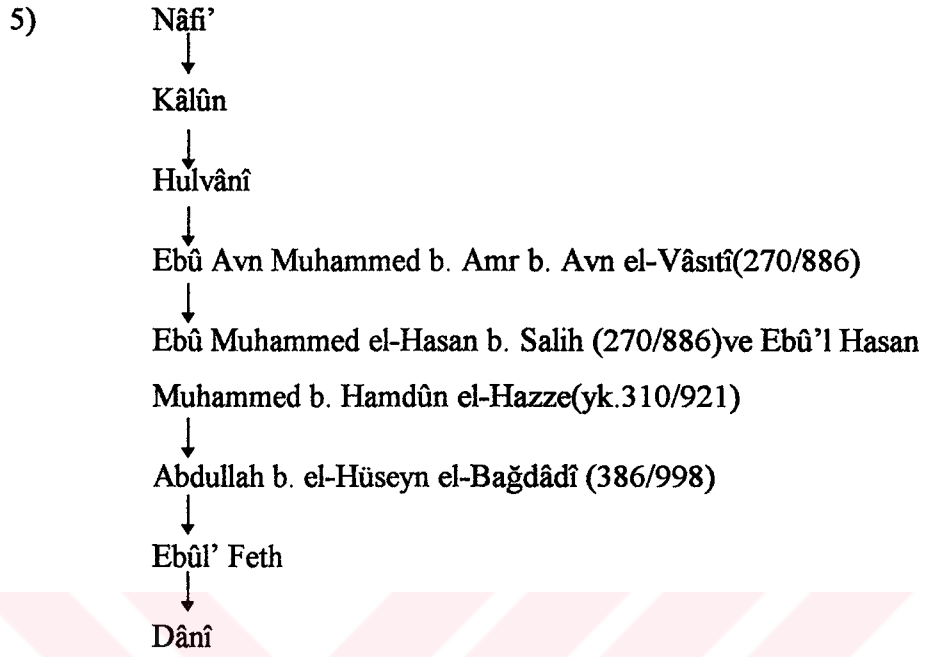 5) Nâfi’
Kâlûn
Hulvânî
Ebû Avn Muhammed b. Amr b. Avn el-Vâsıtî(270/886)
Ebû Muhammed el-Hasan b. Salih (270/886)ve Ebû’l Hasan
Muhammed b. Hamdûn el-Hazze(yk.310/921)
Abdullah b. el-Hüseyn el-Bağdâdî (386/998)
Ebûl’ Feth
Dânî